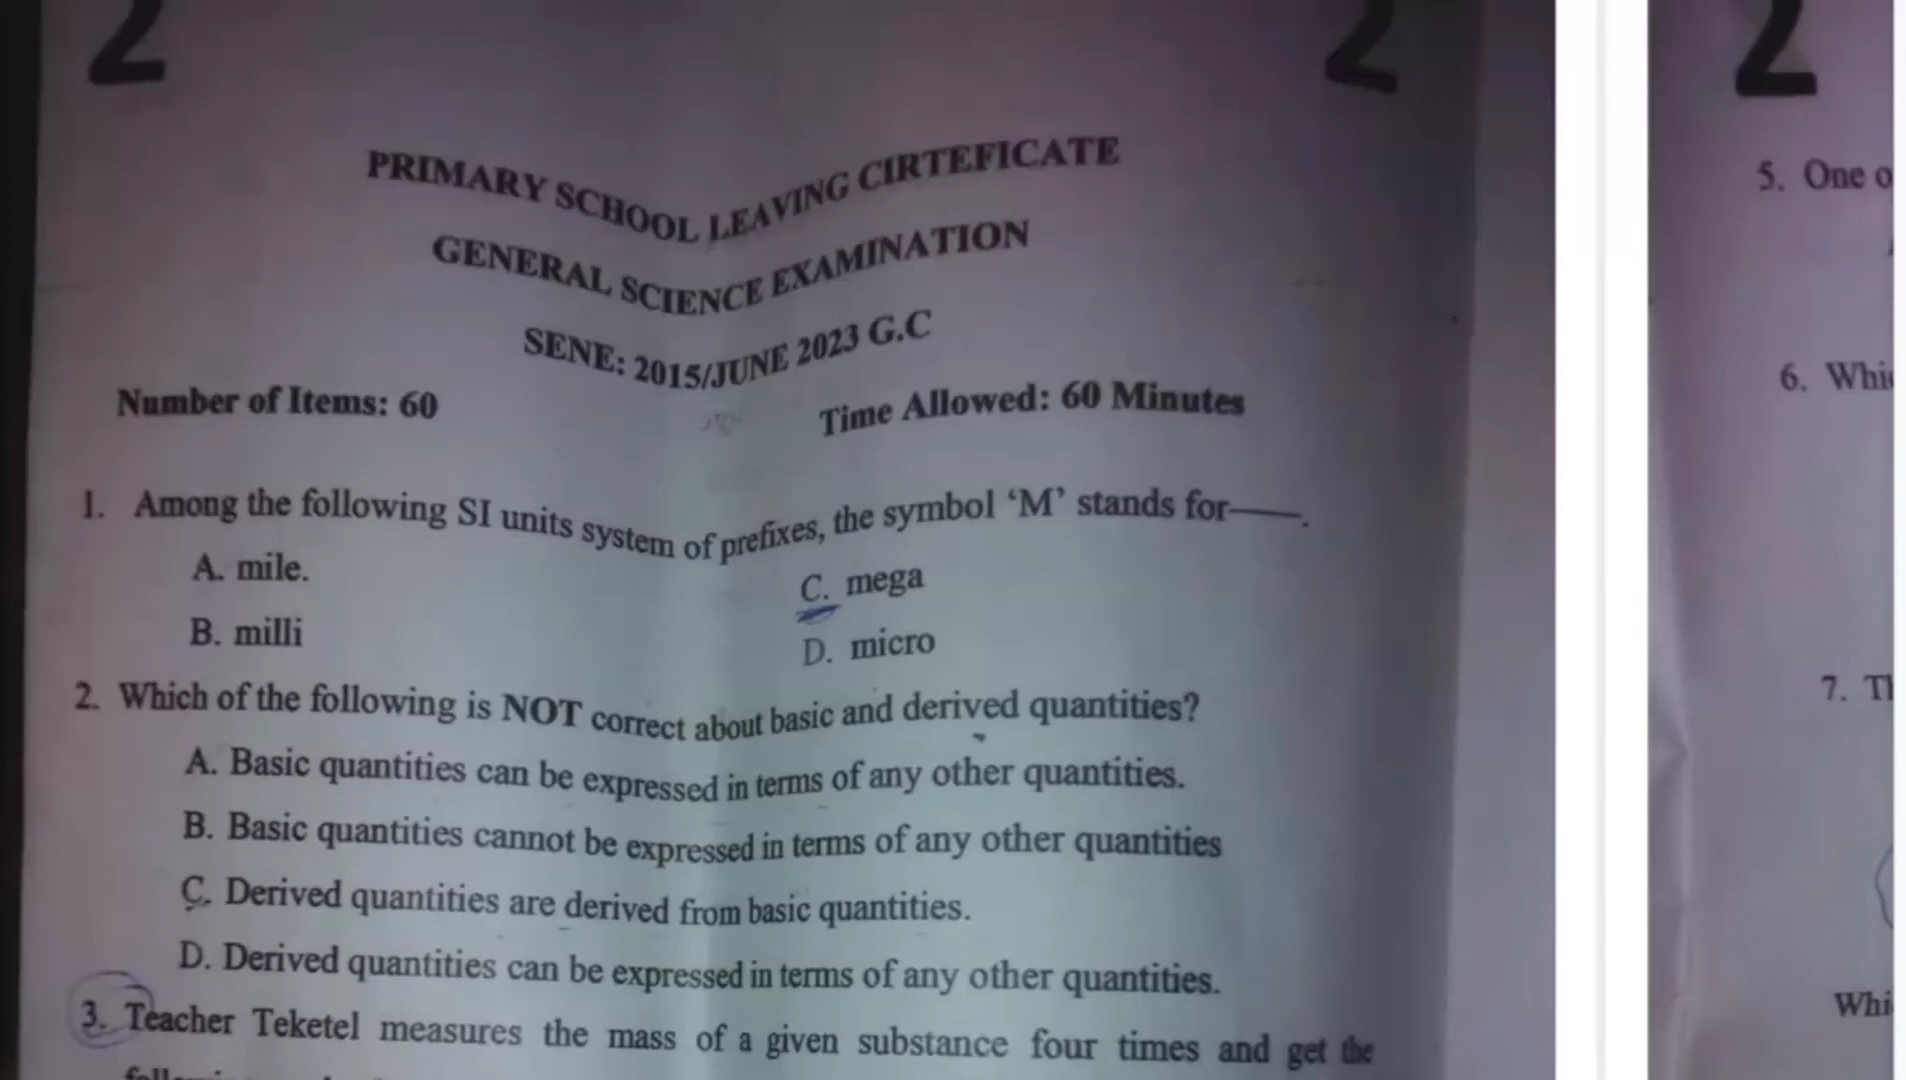 2 2 2
PRIMARY SCHOOL LEAVING CIRTEFICATE
GENERAL SCIENCE EXAMINATION
SENE: 2015/JUNE 2023 G.C
Number of Items: 60 Time Allowed: 60 Minutes
1. Among the following SI units system of prefixes, the symbol ‘M’ stands for——.
A. mile. C. mega
B. milli D. micro
2. Which of the following is NOT correct about basic and derived quantities?
A. Basic quantities can be expressed in terms of any other quantities.
B. Basic quantities cannot be expressed in terms of any other quantities
C. Derived quantities are derived from basic quantities.
D. Derived quantities can be expressed in terms of any other quantities.
3. Teacher Teketel measures the mass of a given substance four times and get the
5. One
6.
7.